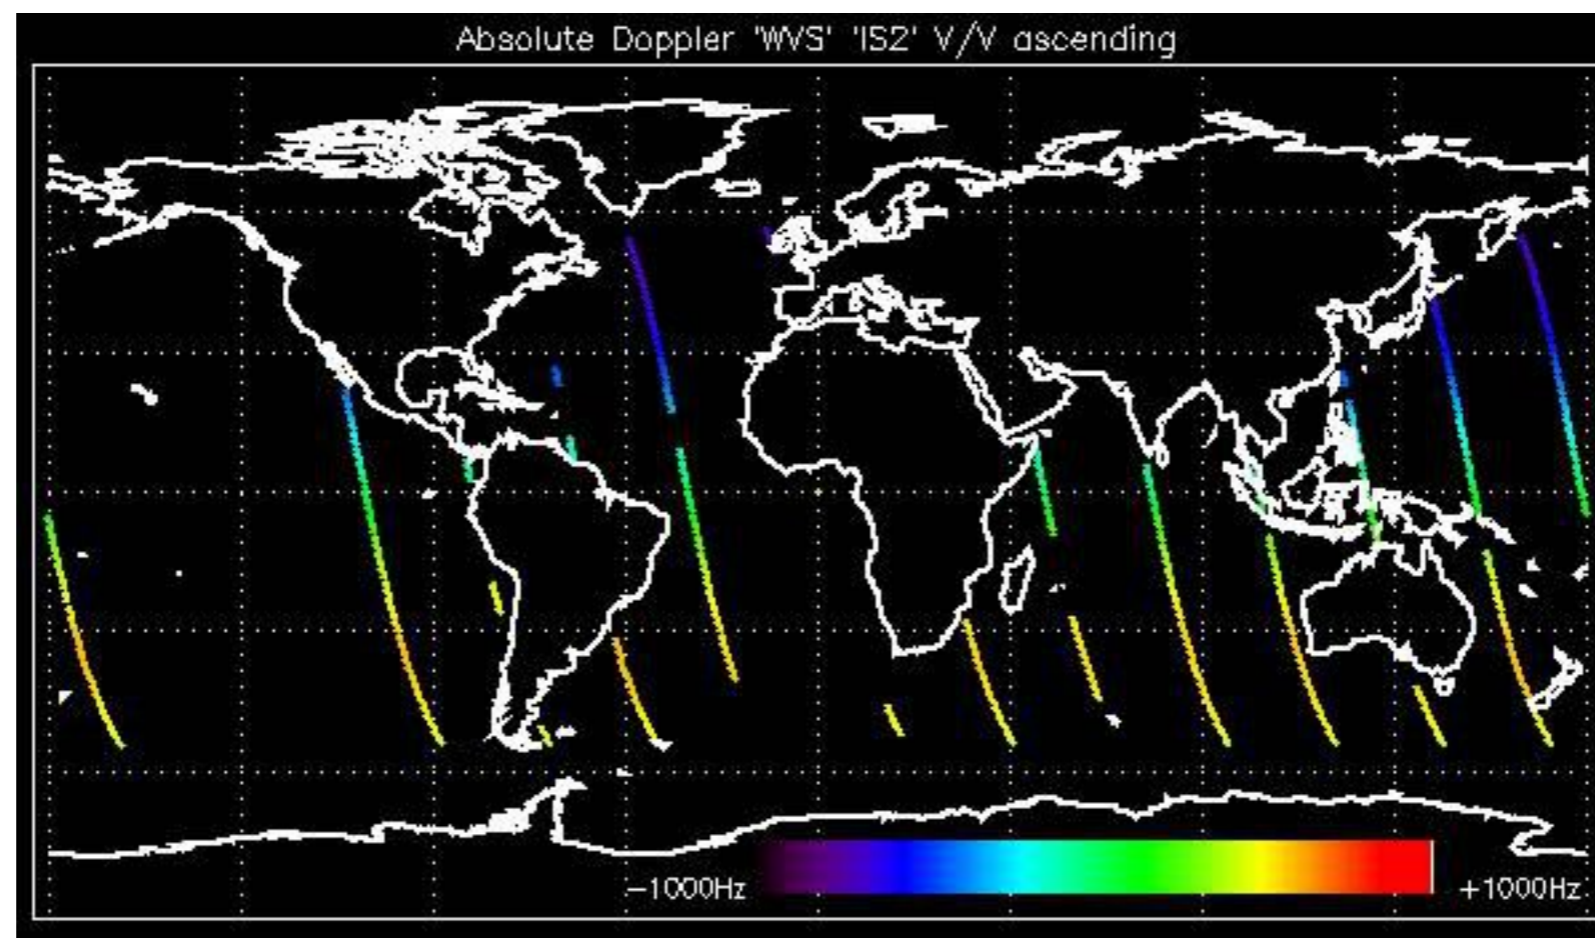 Absolute Doppler 'WVS' 'IS2' V/V ascending
−1000Hz +1000Hz